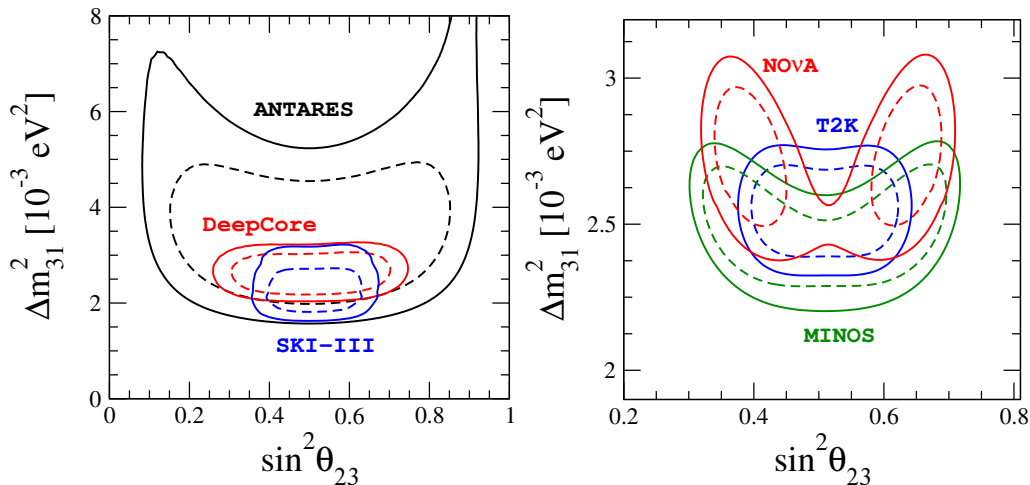 8
6
4
2
0
Δm²₃₁ [10⁻³ eV²]
ANTARES
DeepCore
SKI-III
0 0.2 0.4 0.6 0.8 1
sin²θ₂₃
3
2.5
2
Δm²₃₁ [10⁻³ eV²]
NOνA
T2K
MINOS
0.2 0.4 0.6 0.8
sin²θ₂₃